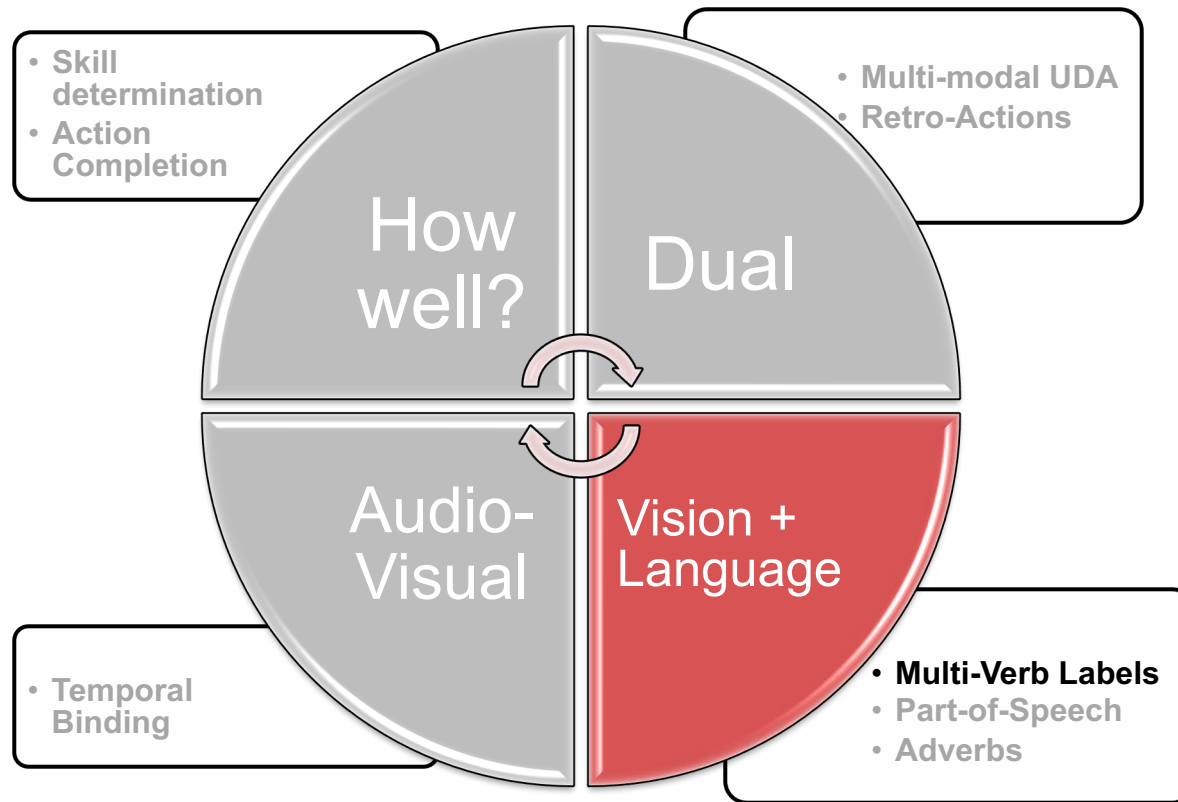 • Skill
determination
• Action
Completion
• Multi-modal UDA
• Retro-Actions
How
well?
Dual
Audio-
Visual
Vision +
Language
• Temporal
Binding
• Multi-Verb Labels
• Part-of-Speech
• Adverbs